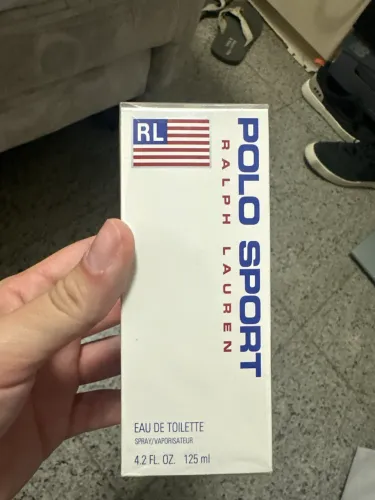 RL
POLO SPORT
RALPH LAUREN
EAU DE TOILETTE
SPRAY/VAPORISATEUR
4.2 FL. OZ. 125 ml